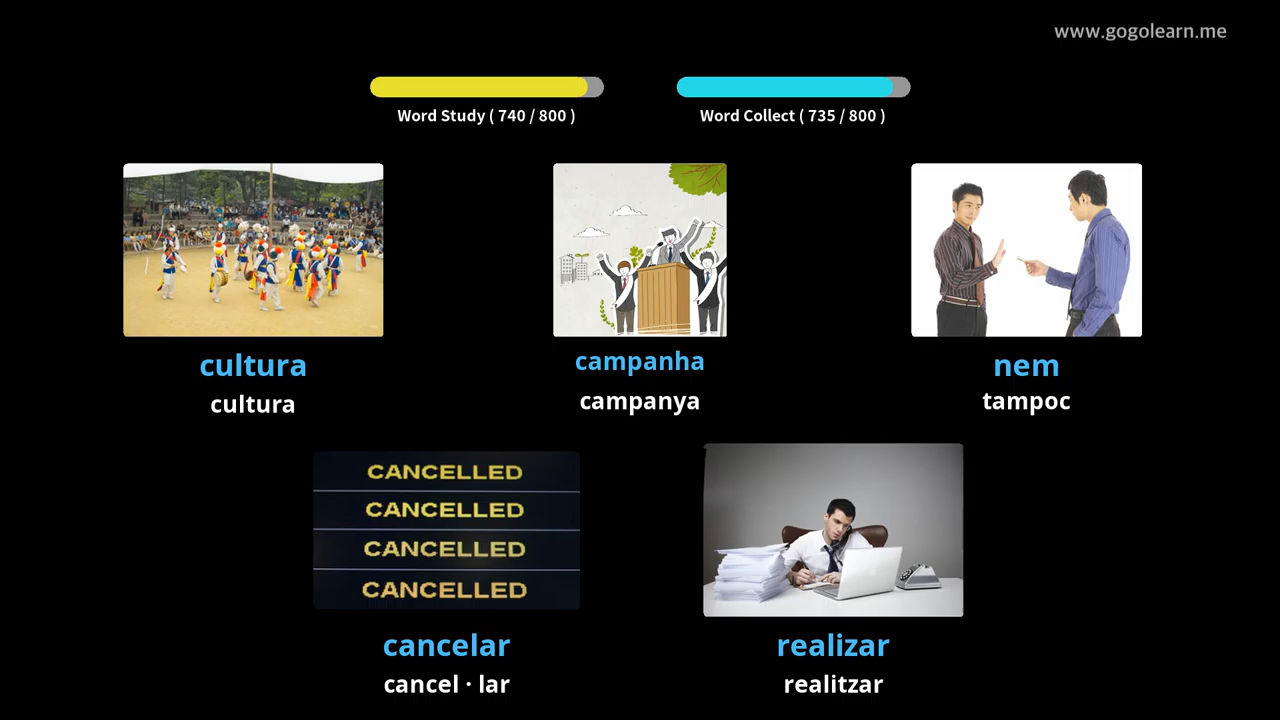 www.gogolearn.me
Word Study ( 740 / 800 )
Word Collect ( 735 / 800 )
cultura
cultura
campanha
campanya
nem
tampoc
CANCELLED
CANCELLED
CANCELLED
CANCELLED
cancelar
cancel · lar
realizar
realitzar